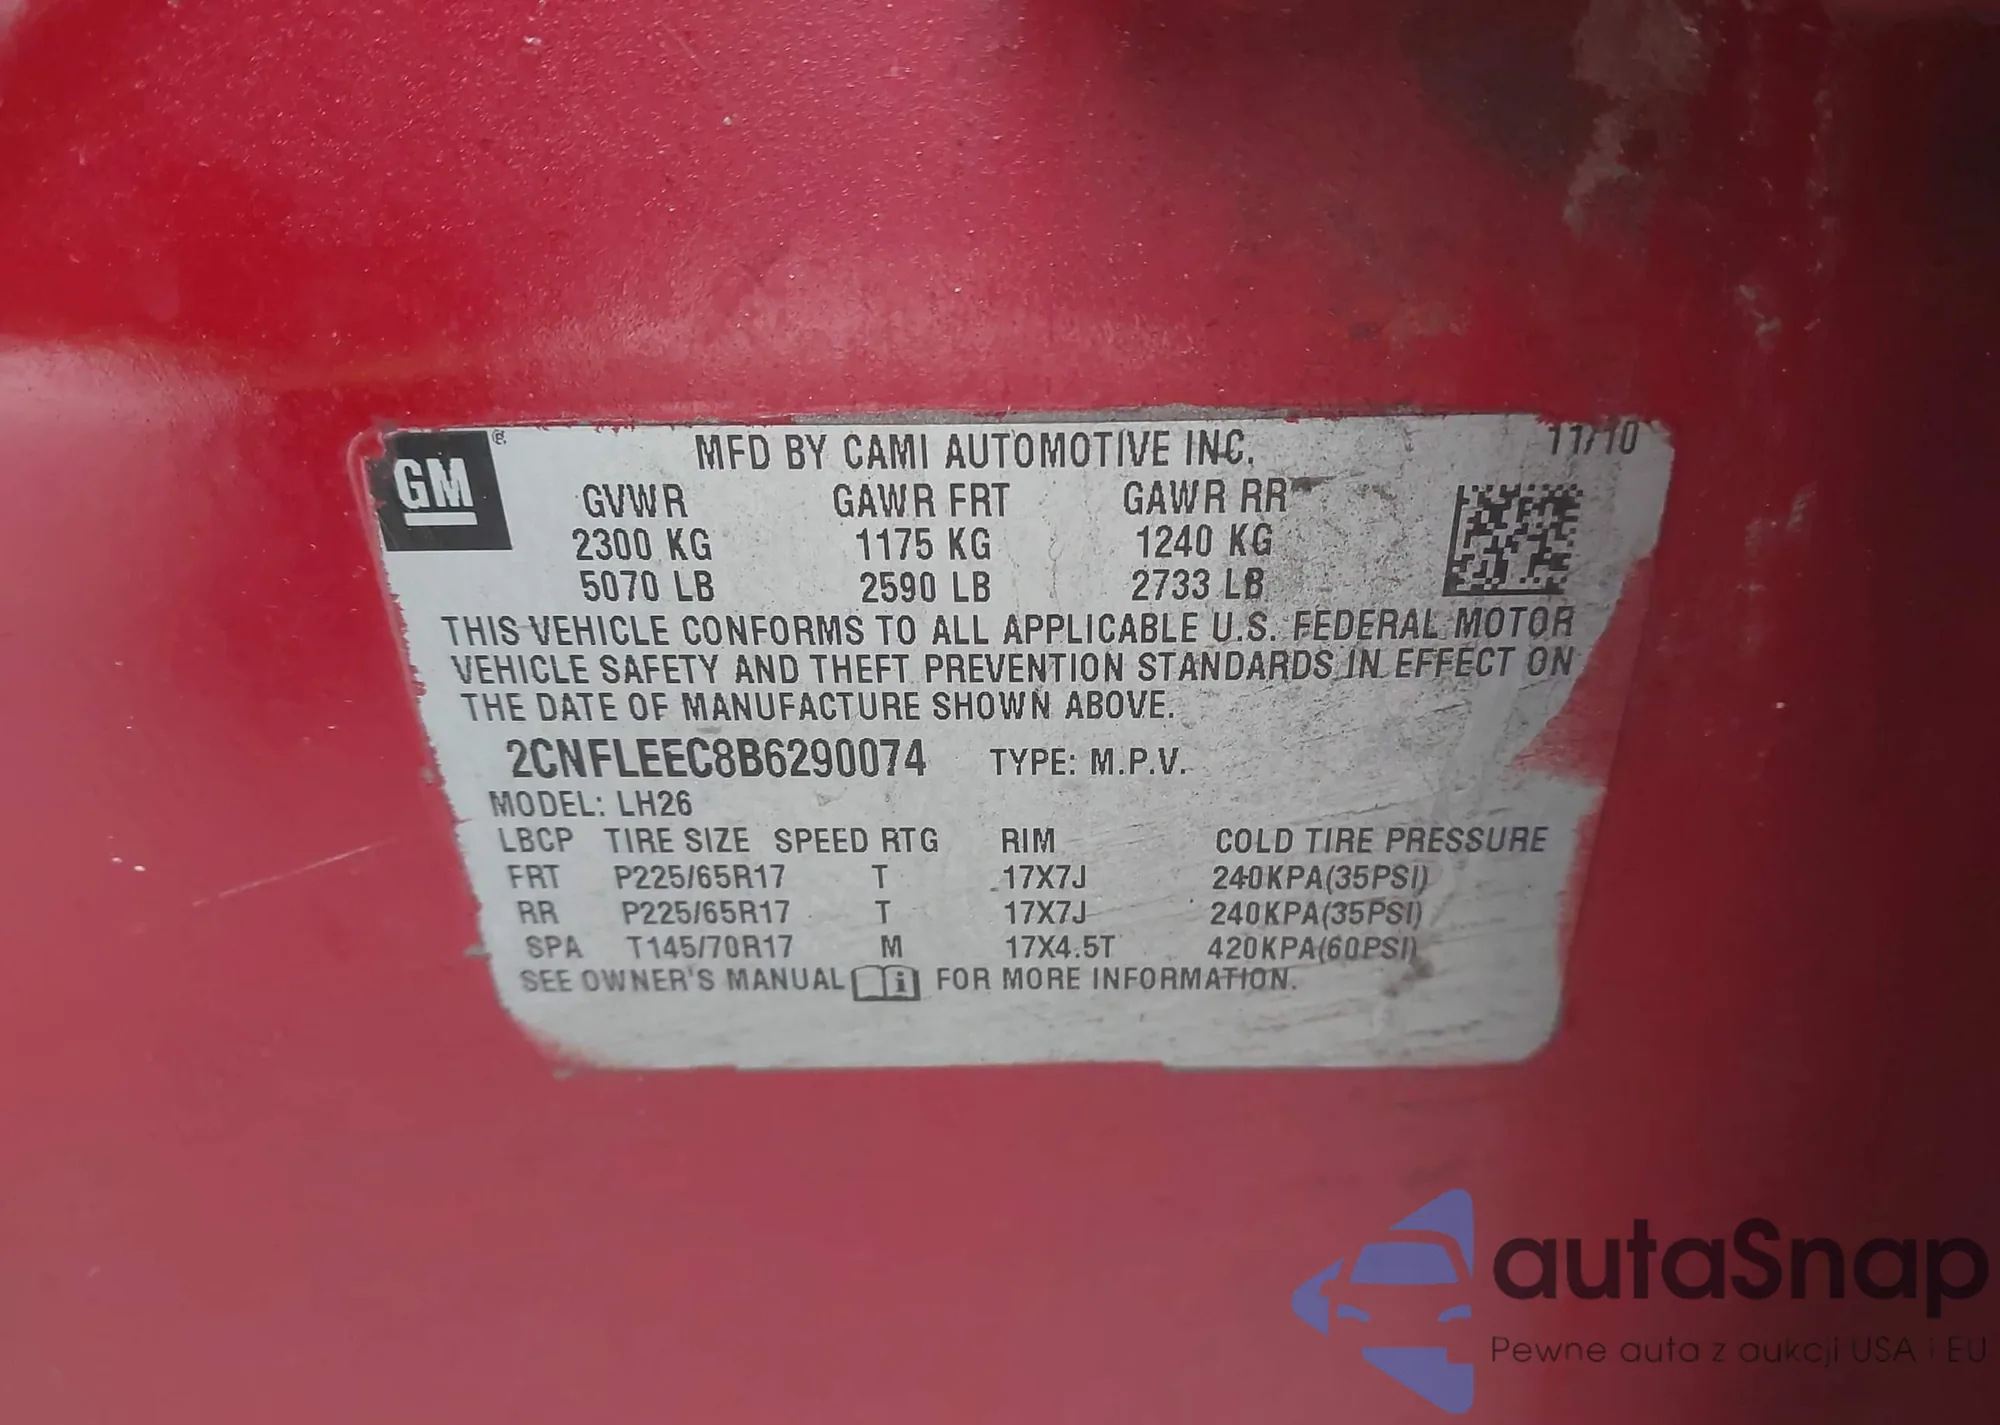 GM ®
MFD BY CAMI AUTOMOTIVE INC. 11/10
GVWR GAWR FRT GAWR RR
2300 KG 1175 KG 1240 KG
5070 LB 2590 LB 2733 LB
THIS VEHICLE CONFORMS TO ALL APPLICABLE U.S. FEDERAL MOTOR
VEHICLE SAFETY AND THEFT PREVENTION STANDARDS IN EFFECT ON
THE DATE OF MANUFACTURE SHOWN ABOVE.
2CNFLEEC8B6290074 TYPE: M.P.V.
MODEL: LH26
LBCP TIRE SIZE SPEED RTG RIM COLD TIRE PRESSURE
FRT P225/65R17 T 17X7J 240KPA(35PSI)
RR P225/65R17 T 17X7J 240KPA(35PSI)
SPA T145/70R17 M 17X4.5T 420KPA(60PSI)
SEE OWNER'S MANUAL i FOR MORE INFORMATION.
autaSnap
Pewne auta z aukcji USA i EU